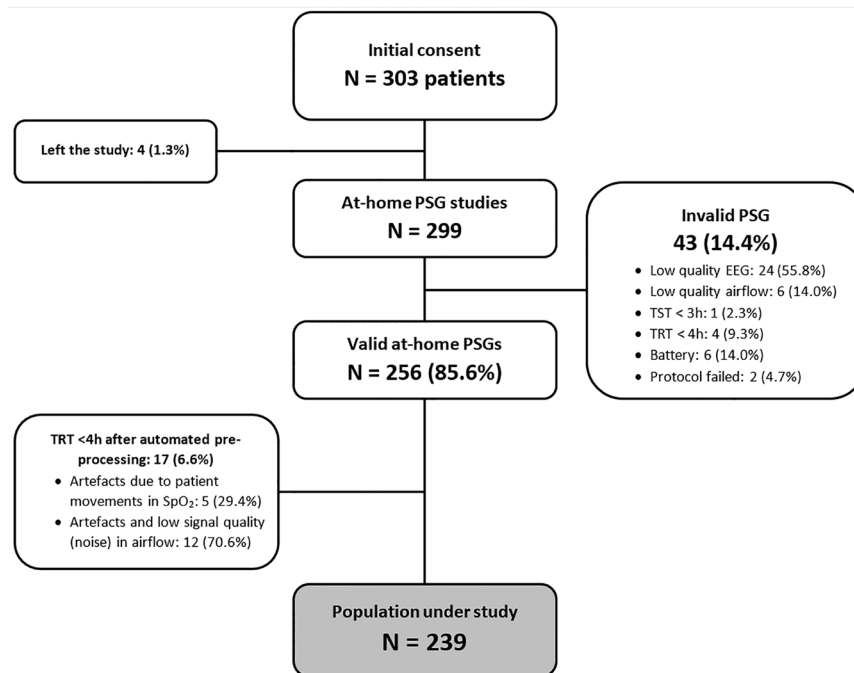 Initial consent
N = 303 patients
Left the study: 4 (1.3%)
At-home PSG studies
N = 299
Invalid PSG
43 (14.4%)
• Low quality EEG: 24 (55.8%)
• Low quality airflow: 6 (14.0%)
• TST < 3h: 1 (2.3%)
• TRT < 4h: 4 (9.3%)
• Battery: 6 (14.0%)
• Protocol failed: 2 (4.7%)
Valid at-home PSGs
N = 256 (85.6%)
TRT <4h after automated pre-
processing: 17 (6.6%)
• Artefacts due to patient
movements in SpO₂: 5 (29.4%)
• Artefacts and low signal quality
(noise) in airflow: 12 (70.6%)
Population under study
N = 239